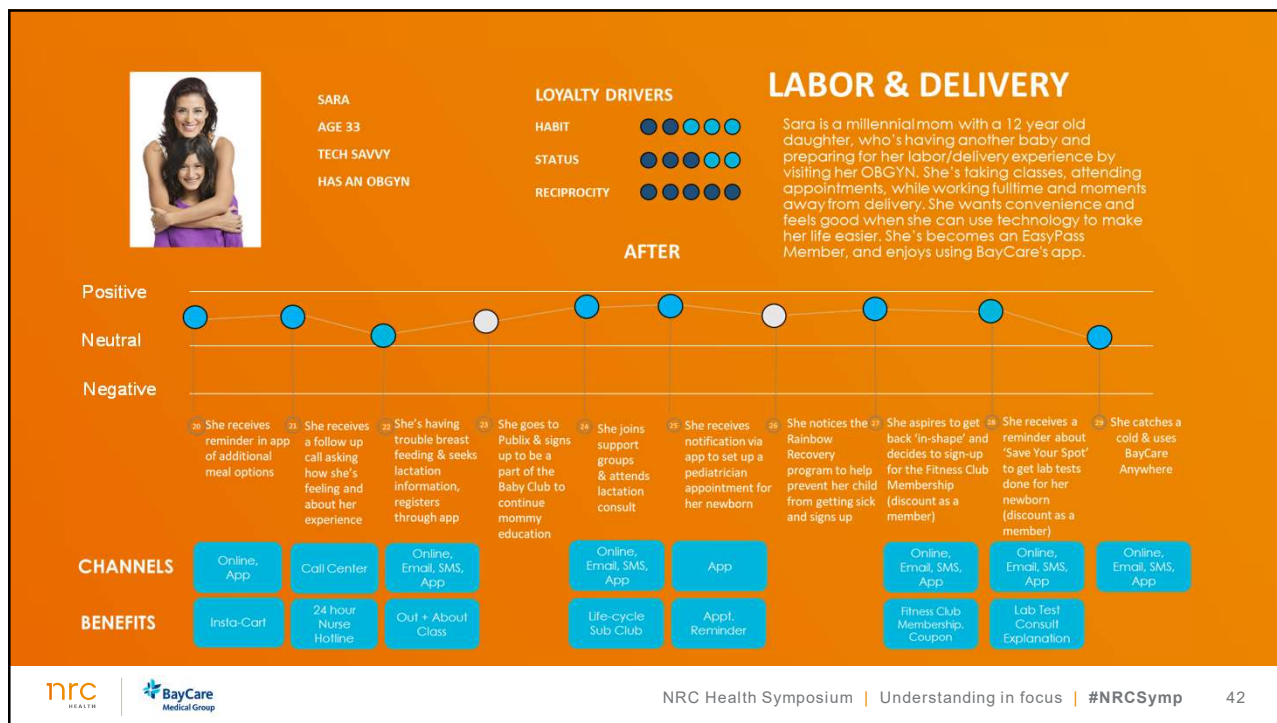 SARA
AGE 33
TECH SAVVY
HAS AN OBGYN
LOYALTY DRIVERS
HABIT
STATUS
RECIPROCITY
LABOR & DELIVERY
Sara is a millennial mom with a 12 year old
daughter, who's having another baby and
preparing for her labor/delivery experience by
visiting her OBGYN. She's taking classes, attending
appointments, while working fulltime and moments
away from delivery. She wants convenience and
feels good when she can use technology to make
her life easier. She's becomes an EasyPass
Member, and enjoys using BayCare's app.
AFTER
Positive
Neutral
Negative
20 She receives
reminder in app
of additional
meal options
21 She receives
a follow up
call asking
how she's
feeling and
about her
experience
22 She's having
trouble breast
feeding & seeks
lactation
information,
registers
through app
23 She goes to
Publix & signs
up to be a
part of the
Baby Club to
continue
mommy
education
24 She joins
support
groups
& attends
lactation
consult
25 She receives
notification via
app to set up a
pediatrician
appointment for
her newborn
26 She notices the
Rainbow
Recovery
program to help
prevent her child
from getting sick
and signs up
27 She aspires to get
back 'in-shape' and
decides to sign-up
for the Fitness Club
Membership
(discount as a
member)
28 She receives a
reminder about
'Save Your Spot'
to get lab tests
done for her
newborn
(discount as a
member)
29 She catches a
cold & uses
BayCare
Anywhere
CHANNELS
Online,
App
Call Center
Online,
Email, SMS,
App
Online,
Email, SMS,
App
App
Online,
Email, SMS,
App
Online,
Email, SMS,
App
Online,
Email, SMS,
App
BENEFITS
Insta-Cart
24 hour
Nurse
Hotline
Out + About
Class
Life-cycle
Sub Club
Appt.
Reminder
Fitness Club
Membership.
Coupon
Lab Test
Consult
Explanation
nrc
HEALTH
BayCare
Medical Group
NRC Health Symposium | Understanding in focus | #NRCSymp 42